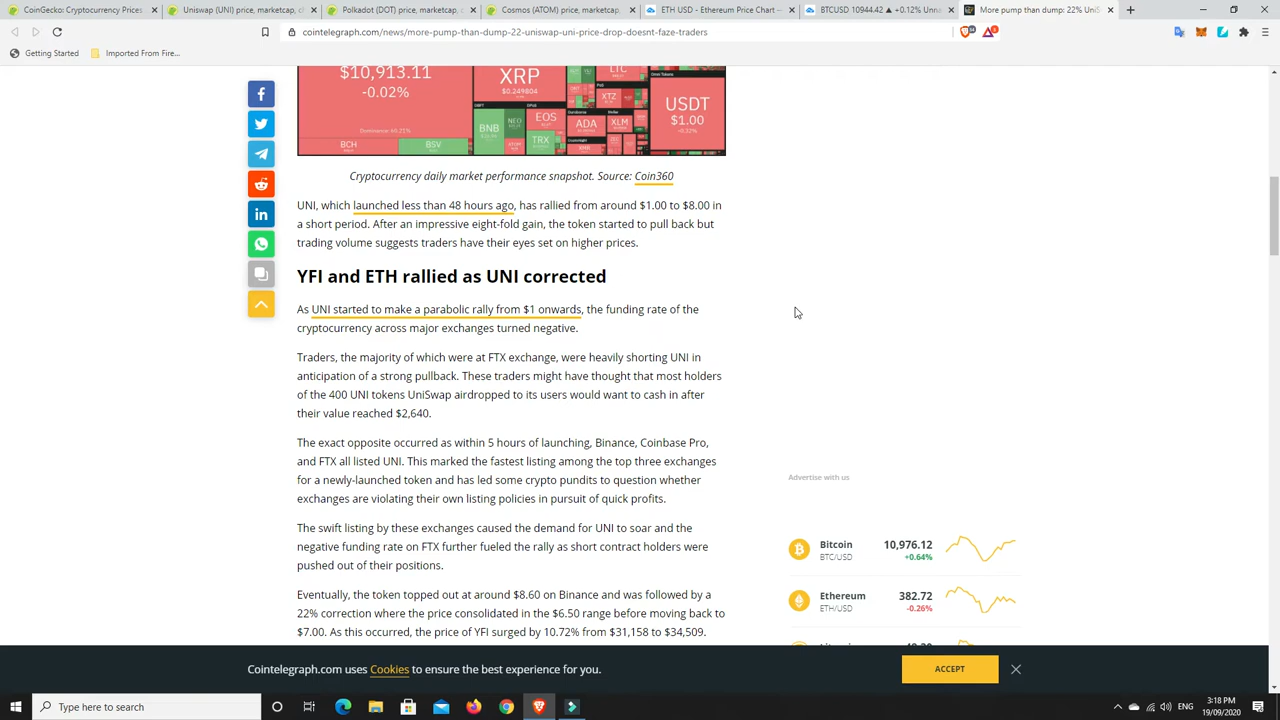 CoinGecko: Cryptocurrency Prices
Uniswap (UNI) price, marketcap, c
Polkadot (DOT) price, marketcap,
Cosmos (ATOM) price, marketcap,
ETH USD - Ethereum Price Chart —
BTCUSD 10944.42 ▲ +0.12% Unn
More pump than dump: 22% UniS
cointelegraph.com/news/more-pump-than-dump-22-uniswap-uni-price-drop-doesnt-faze-traders
Getting Started
Imported From Fire...
$10,913.11
-0.02%
Dominance: 60.21%
BCH
BSV
XRP
$0.249804
BNB
NEO
ATOM
EOS
TRX
LTC
XTZ
ADA
XLM
USDT
$1.00
-0.32%
Cryptocurrency daily market performance snapshot. Source: Coin360
UNI, which launched less than 48 hours ago, has rallied from around $1.00 to $8.00 in
a short period. After an impressive eight-fold gain, the token started to pull back but
trading volume suggests traders have their eyes set on higher prices.
YFI and ETH rallied as UNI corrected
As UNI started to make a parabolic rally from $1 onwards, the funding rate of the
cryptocurrency across major exchanges turned negative.
Traders, the majority of which were at FTX exchange, were heavily shorting UNI in
anticipation of a strong pullback. These traders might have thought that most holders
of the 400 UNI tokens UniSwap airdropped to its users would want to cash in after
their value reached $2,640.
The exact opposite occurred as within 5 hours of launching, Binance, Coinbase Pro,
and FTX all listed UNI. This marked the fastest listing among the top three exchanges
for a newly-launched token and has led some crypto pundits to question whether
exchanges are violating their own listing policies in pursuit of quick profits.
The swift listing by these exchanges caused the demand for UNI to soar and the
negative funding rate on FTX further fueled the rally as short contract holders were
pushed out of their positions.
Eventually, the token topped out at around $8.60 on Binance and was followed by a
22% correction where the price consolidated in the $6.50 range before moving back to
$7.00. As this occurred, the price of YFI surged by 10.72% from $31,158 to $34,509.
Advertise with us
Bitcoin
BTC/USD
10,976.12
+0.64%
Ethereum
ETH/USD
382.72
-0.26%
Cointelegraph.com uses Cookies to ensure the best experience for you.
ACCEPT
Type here to search
ENG
3:18 PM
19/09/2020